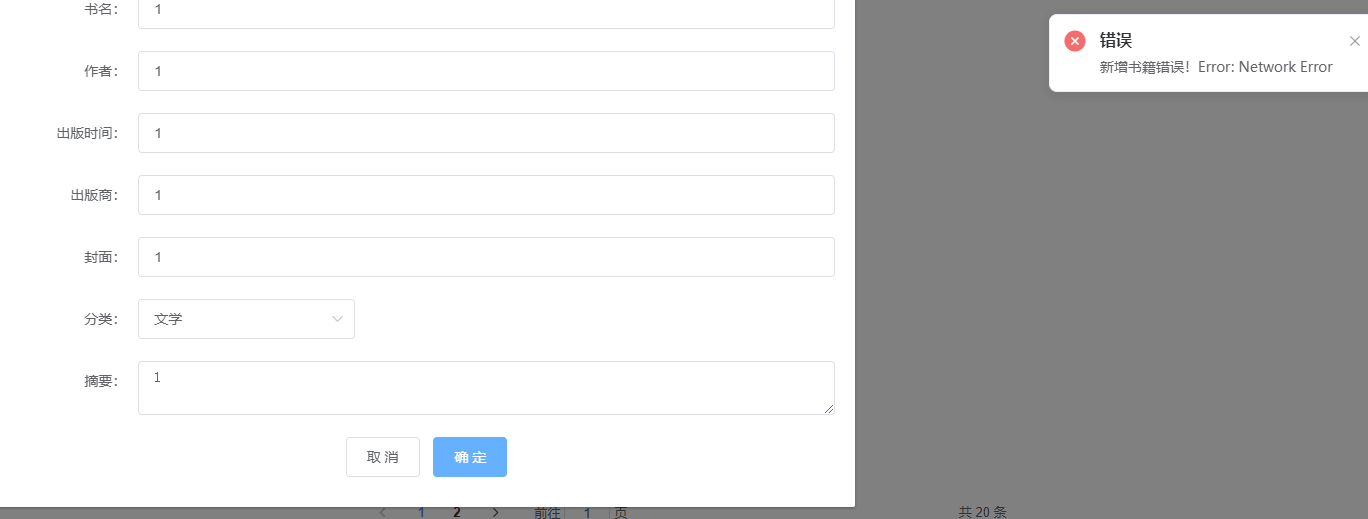 书名： 1
错误
新增书籍错误！Error: Network Error
作者： 1
出版时间： 1
出版商： 1
封面： 1
分类： 文学
摘要： 1
取 消 确 定
1 2 前往 1 页 共 20 条